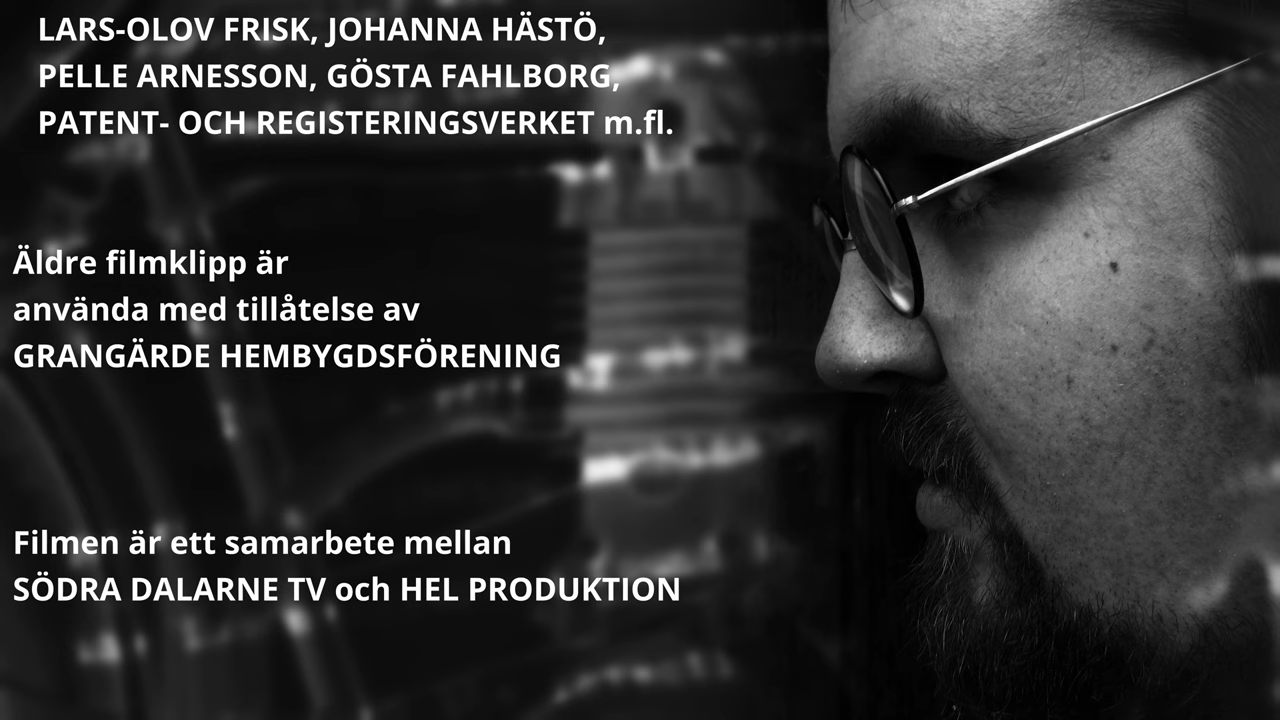 LARS-OLOV FRISK, JOHANNA HÄSTÖ,
PELLE ARNESSON, GÖSTA FAHLBORG,
PATENT- OCH REGISTERINGSVERKET m.fl.
Äldre filmklipp är
använda med tillåtelse av
GRANGÄRDE HEMBYGDSFÖRENING
Filmen är ett samarbete mellan
SÖDRA DALARNE TV och HEL PRODUKTION